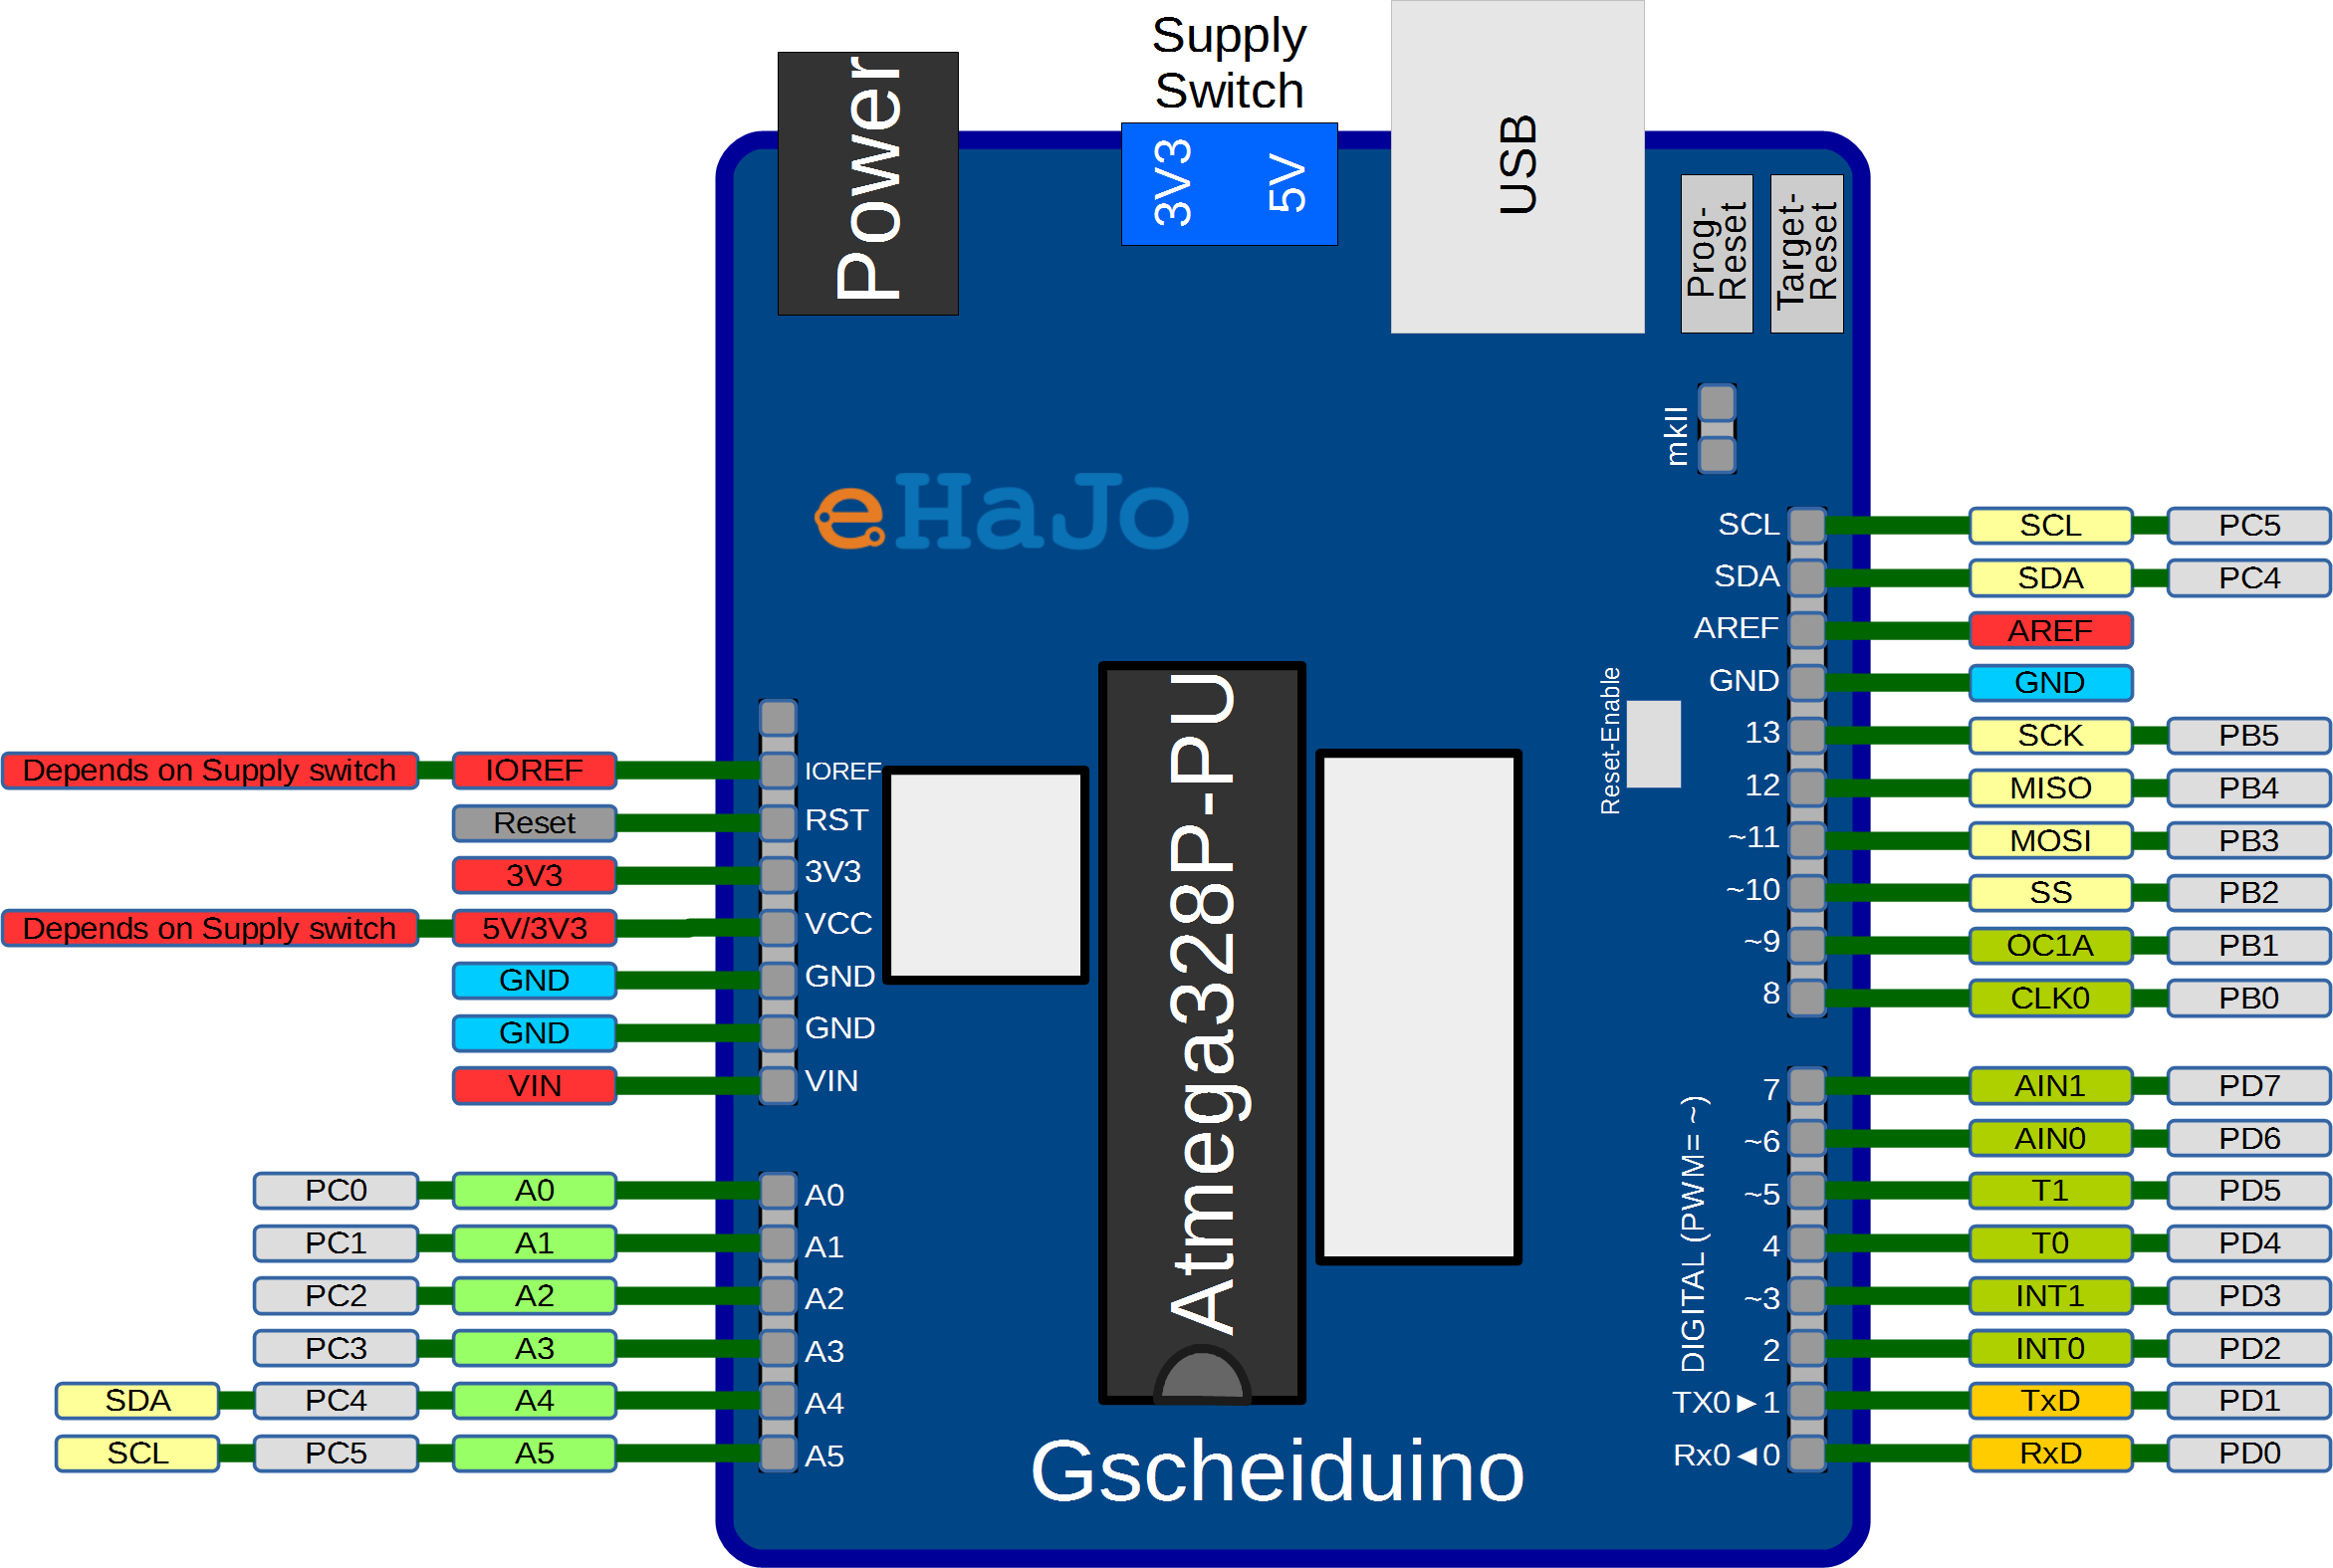 Supply
Switch
Power
3V3
5V
USB
Prog-
Reset
Target-
Reset
mkII
eHaJo
SCL SCL PC5
SDA SDA PC4
AREF AREF
GND GND
13 SCK PB5
12 MISO PB4
~11 MOSI PB3
~10 SS PB2
~9 OC1A PB1
8 CLK0 PB0
Reset-Enable
Depends on Supply switch IOREF IOREF
Reset RST
3V3 3V3
Depends on Supply switch 5V/3V3 VCC
GND GND
GND GND
VIN VIN
Atmega328P-PU
7 AIN1 PD7
~6 AIN0 PD6
~5 T1 PD5
4 T0 PD4
~3 INT1 PD3
2 INT0 PD2
TX0►1 TxD PD1
Rx0◄0 RxD PD0
DIGITAL (PWM= ~)
PC0 A0 A0
PC1 A1 A1
PC2 A2 A2
PC3 A3 A3
SDA PC4 A4 A4
SCL PC5 A5 A5
Gscheiduino